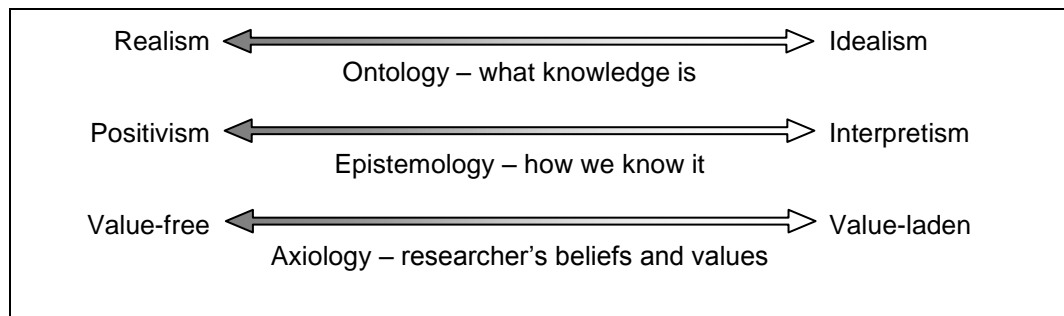 Realism Idealism
Ontology – what knowledge is
Positivism Interpretism
Epistemology – how we know it
Value-free Value-laden
Axiology – researcher’s beliefs and values